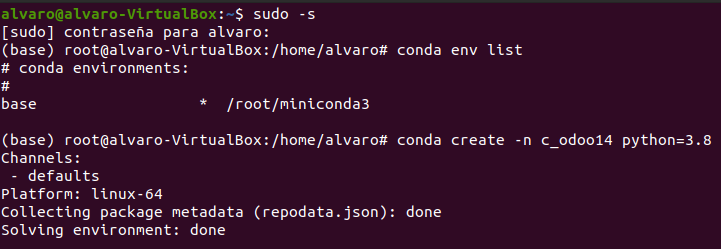 alvaro@alvaro-VirtualBox:~$ sudo -s
[sudo] contraseña para alvaro:
(base) root@alvaro-VirtualBox:/home/alvaro# conda env list
# conda environments:
#
base                  *  /root/miniconda3

(base) root@alvaro-VirtualBox:/home/alvaro# conda create -n c_odoo14 python=3.8
Channels:
 - defaults
Platform: linux-64
Collecting package metadata (repodata.json): done
Solving environment: done